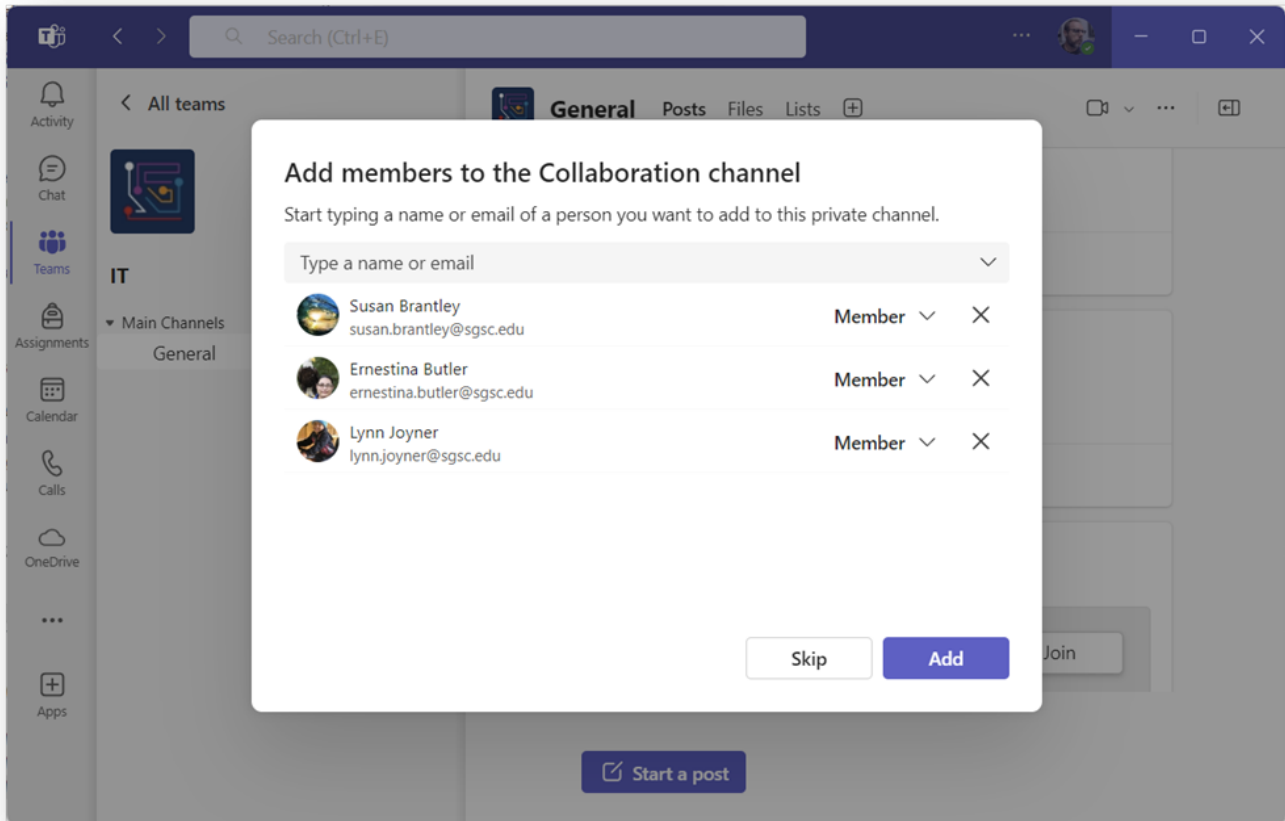 Search (Ctrl+E)
Activity
Chat
Teams
Assignments
Calendar
Calls
OneDrive
Apps
All teams
IT
Main Channels
General
General Posts Files Lists
Add members to the Collaboration channel
Start typing a name or email of a person you want to add to this private channel.
Type a name or email
Susan Brantley
susan.brantley@sgsc.edu
Member
Ernestina Butler
ernestina.butler@sgsc.edu
Member
Lynn Joyner
lynn.joyner@sgsc.edu
Member
Skip Add
Join
Start a post